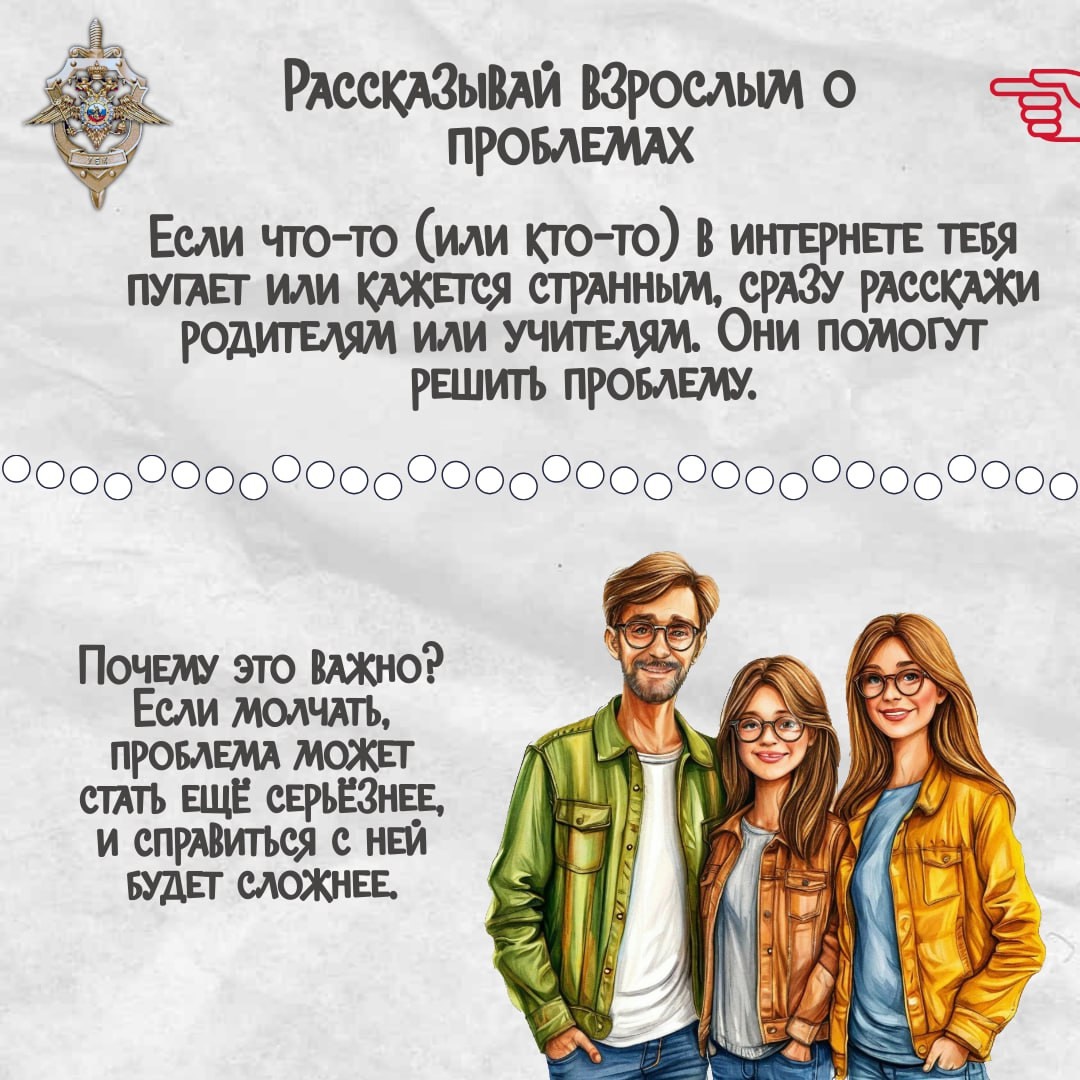 Рассказывай взрослым о
проблемах
Если что-то (или кто-то) в интернете тебя
пугает или кажется странным, сразу расскажи
родителям или учителям. Они помогут
решить проблему.
Почему это важно?
Если молчать,
проблема может
стать ещё серьёзнее,
и справиться с ней
будет сложнее.